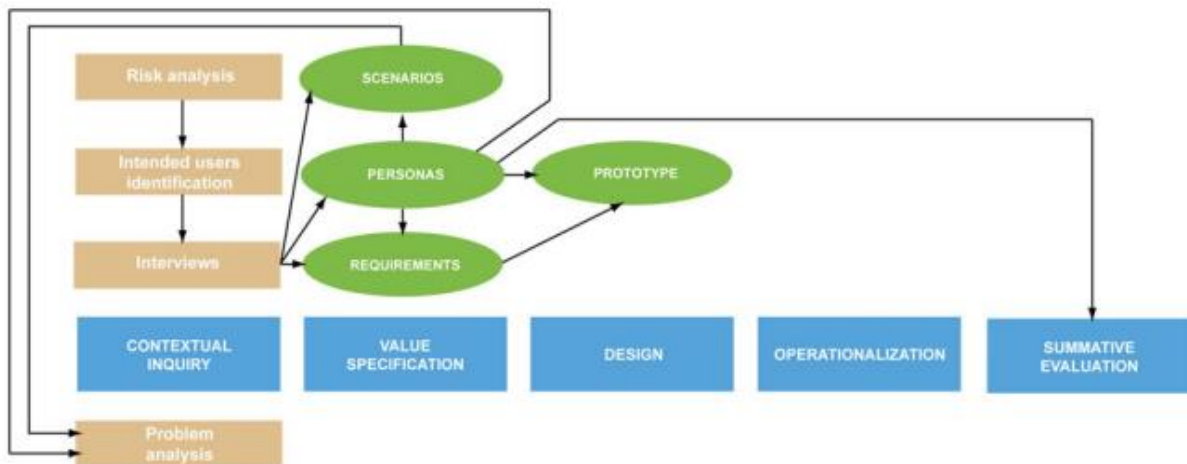 Risk analysis
SCENARIOS
Intended users
identification
PERSONAS
PROTOTYPE
Interviews
REQUIREMENTS
CONTEXTUAL
INQUIRY
VALUE
SPECIFICATION
DESIGN
OPERATIONALIZATION
SUMMATIVE
EVALUATION
Problem
analysis